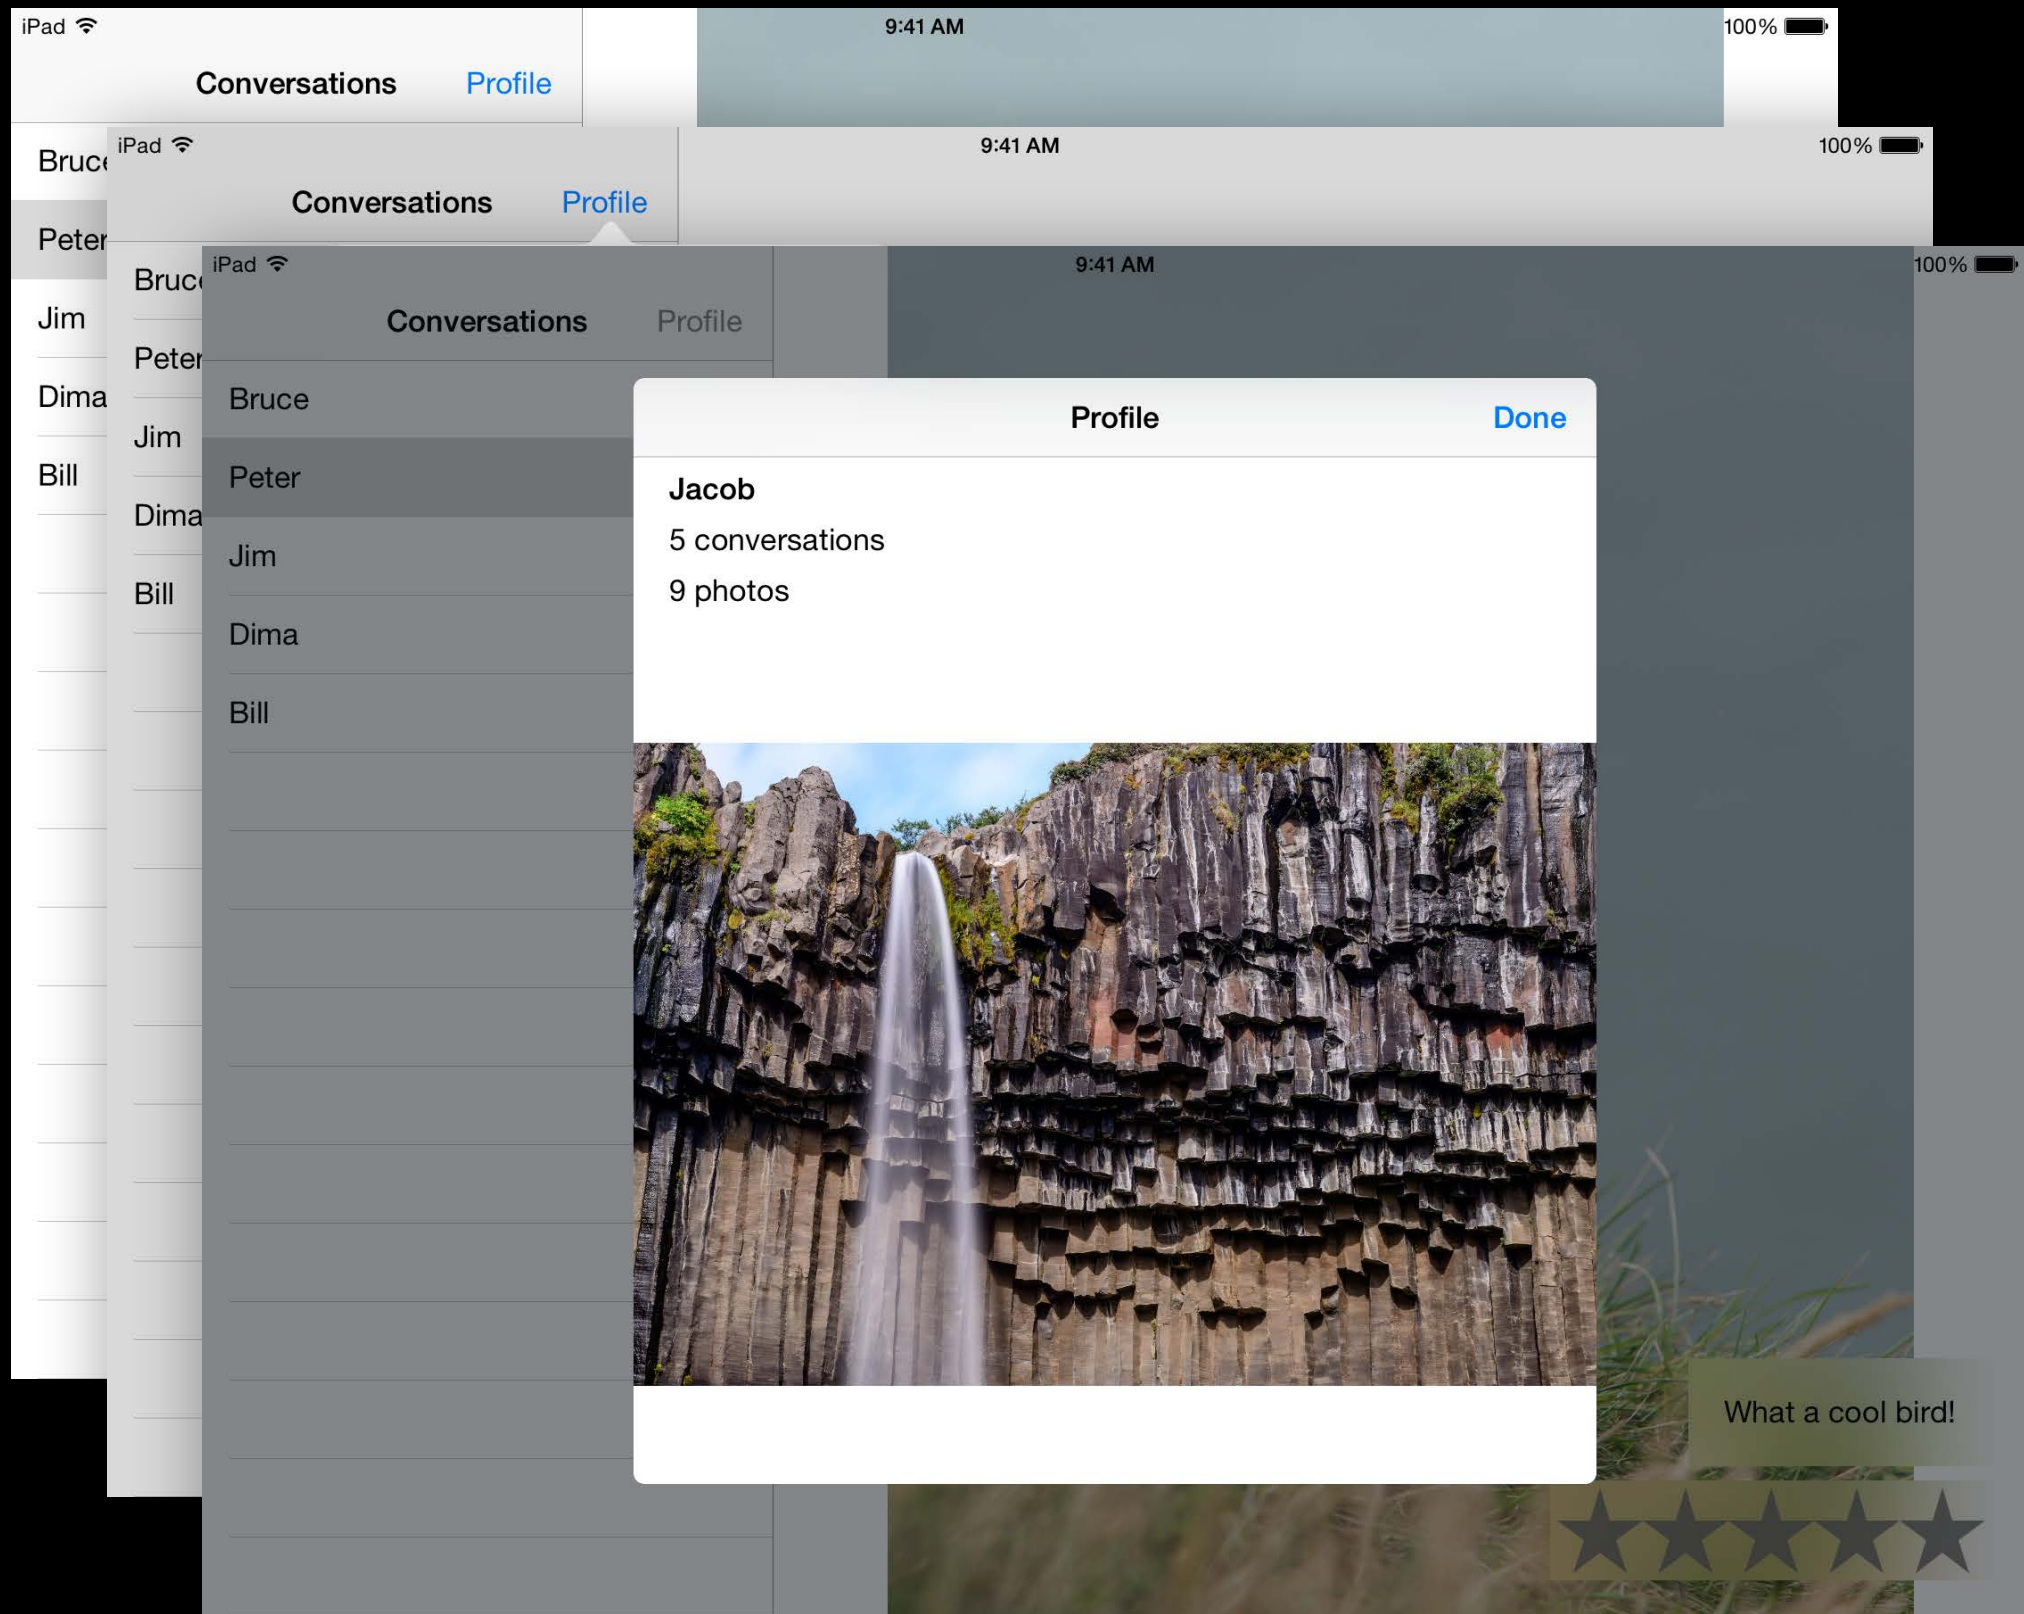 iPad 9:41 AM 100%
Conversations Profile
Bruce
Peter
Jim
Dima
Bill
iPad 9:41 AM 100%
Conversations Profile
Bruce
Peter
Jim
Dima
Bill
iPad 9:41 AM 100%
Conversations Profile
Bruce
Peter
Jim
Dima
Bill
Profile Done
Jacob
5 conversations
9 photos
What a cool bird!